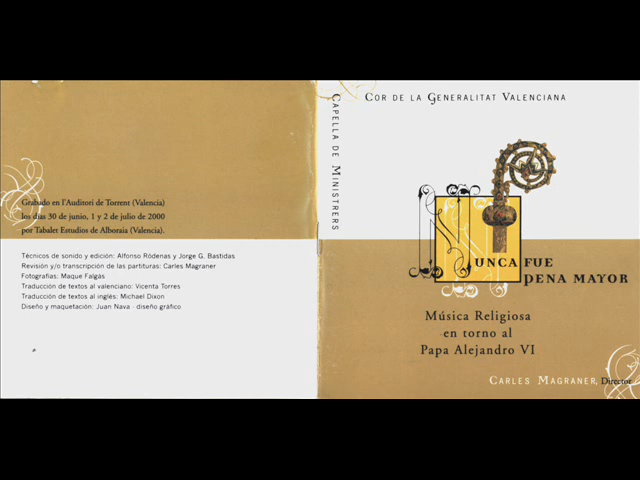 Grabado en l'Auditori de Torrent (Valencia)
los días 30 de junio, 1 y 2 de julio de 2000
por Tabalet Estudios de Alboraia (Valencia).
Técnicos de sonido y edición: Alfonso Ródenas y Jorge G. Bastidas
Revisión y/o transcripción de las partituras: Carles Magraner
Fotografías: Maque Falgás
Traducción de textos al valenciano: Vicenta Torres
Traducción de textos al inglés: Michael Dixon
Diseño y maquetación: Juan Nava · diseño gráfico
CAPELLA DE MINISTRERS
COR DE LA GENERALITAT VALENCIANA
NUNCA FUE
PENA MAYOR
Música Religiosa
en torno al
Papa Alejandro VI
CARLES MAGRANER, Director